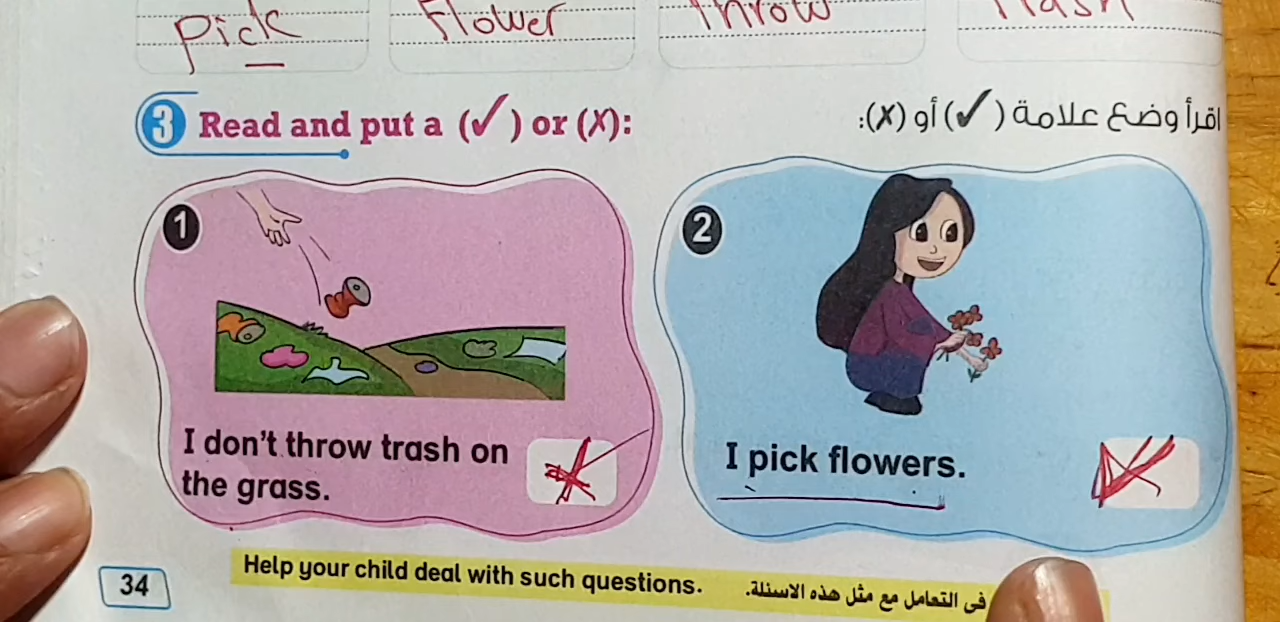 Pick Flower Throw Trash
3 Read and put a (✓) or (X):
اقرأ وضع علامة (✓) أو (X):
1
I don't throw trash on
the grass.
2
I pick flowers.
34
Help your child deal with such questions.
فى التعامل مع مثل هذه الاسئلة.